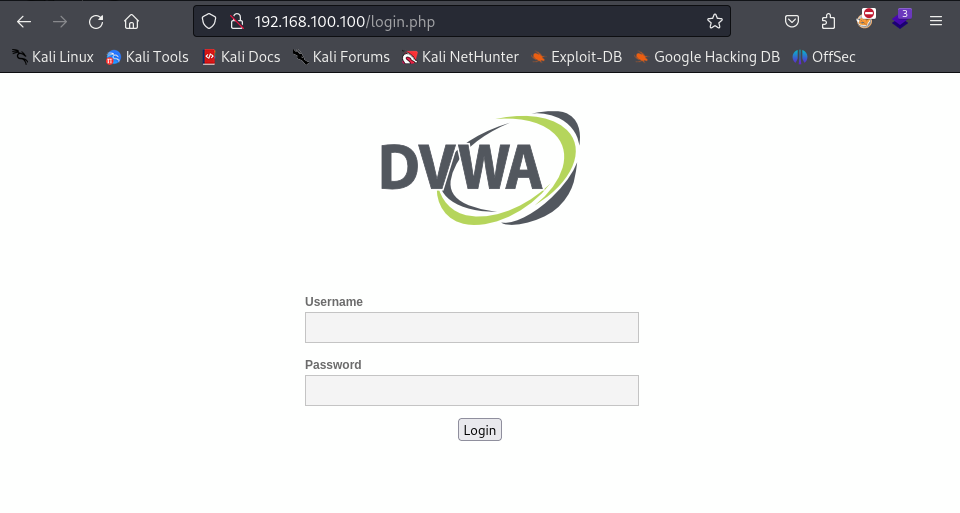 192.168.100.100/login.php
3
Kali Linux Kali Tools Kali Docs Kali Forums Kali NetHunter Exploit-DB Google Hacking DB OffSec
DVWA
Username
Password
Login